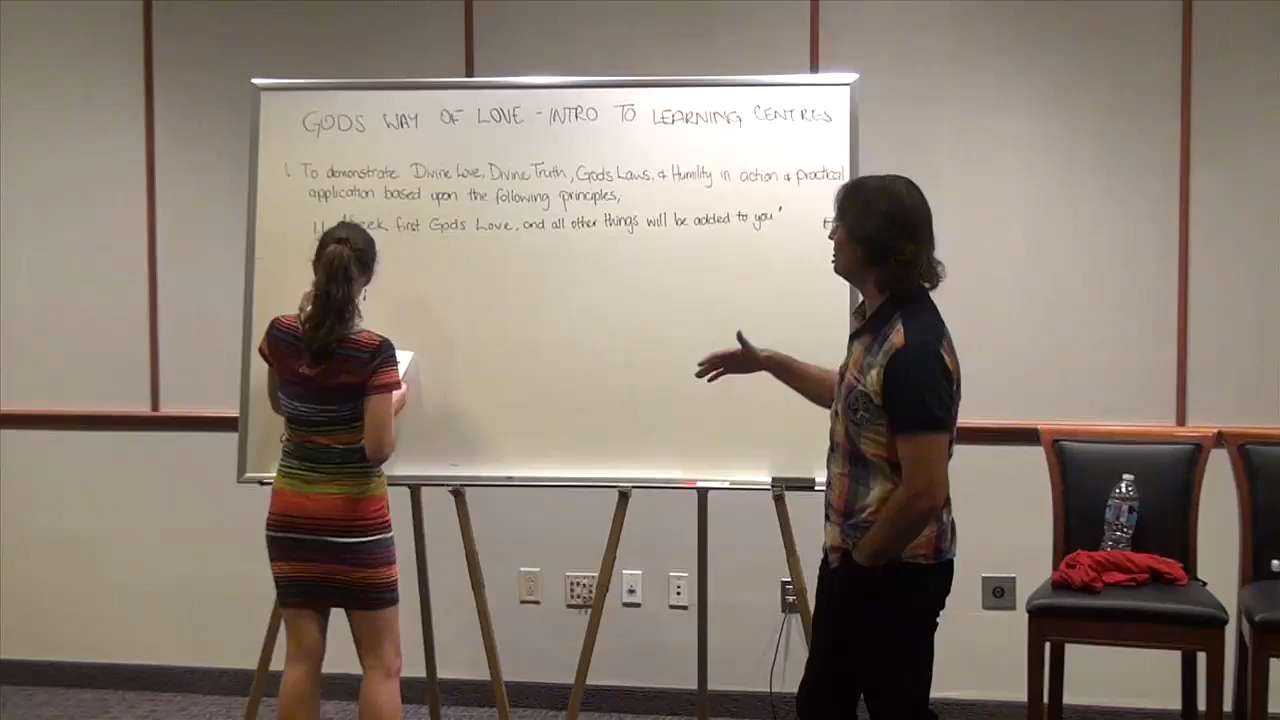 GODS WAY OF LOVE - INTRO TO LEARNING CENTRES
1. To demonstrate Divine Love, Divine Truth, Gods Laws, & Humility in action & practical
application based upon the following principles,
first Gods Love, and all other things will be added to you"